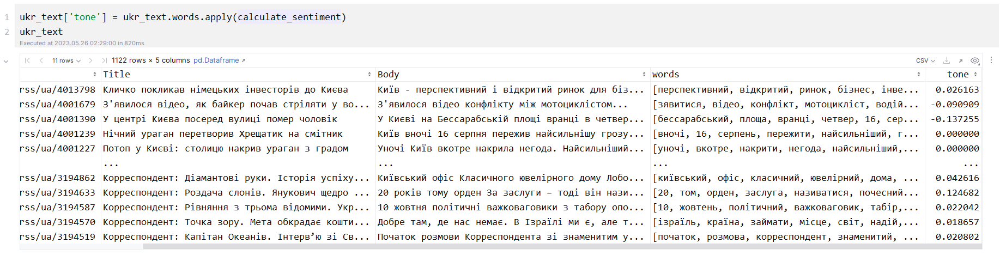 1 ukr_text['tone'] = ukr_text.words.apply(calculate_sentiment)
2 ukr_text
Executed at 2023.05.26 02:29:00 in 820ms
11 rows 1122 rows × 5 columns pd.Dataframe CSV
Title Body words tone
rss/ua/4013798 Кличко покликав німецьких інвесторів до Києва Київ - перспективний і відкритий ринок для біз... [перспективний, відкритий, ринок, бізнес, інве... 0.026163
rss/ua/4001679 З'явилося відео, як байкер почав стріляти у во... З'явилося відео конфлікту між мотоциклістом... [зявитися, відео, конфлікт, мотоцикліст, водій... -0.090909
rss/ua/4001390 У центрі Києва посеред вулиці помер чоловік У Києві на Бессарабській площі вранці в четвер... [бессарабський, площа, вранці, четвер, 16, сер... -0.137255
rss/ua/4001239 Нічний ураган перетворив Хрещатик на смітник Київ вночі 16 серпня пережив найсильнішу грозу... [вночі, 16, серпень, пережити, найсильніший, г... 0.000000
rss/ua/4001227 Потоп у Києві: столицю накрив ураган з градом Уночі Київ вкотре накрила негода. Найсильніший... [уночі, вкотре, накрити, негода, найсильніший,... 0.000000
... ... ... ...
rss/ua/3194862 Корреспондент: Діамантові руки. Історія успіху... Київський офіс Класичного ювелірного дому Лобо... [київський, офіс, класичний, ювелірний, дома, ... 0.042616
rss/ua/3194633 Корреспондент: Роздача слонів. Янукович щедро ... 20 років тому орден За заслуги – тоді він нази... [20, том, орден, заслуга, називатися, почесний... 0.124682
rss/ua/3194587 Корреспондент: Рівняння з трьома відомими. Укр... 10 жовтня політичні важковаговики з табору опо... [10, жовтень, політичний, важковаговик, табір,... 0.022042
rss/ua/3194570 Корреспондент: Точка зору. Мета обкрадає кошти... Добре там, де нас немає. В Ізраїлі ми є, але т... [ізраїль, країна, займати, місце, світ, надій,... 0.018657
rss/ua/3194519 Корреспондент: Капітан Океанів. Інтерв’ю зі Св... Початок розмови Корреспондента зі знаменитим у... [початок, розмова, корреспондент, знаменитий, ... 0.020802